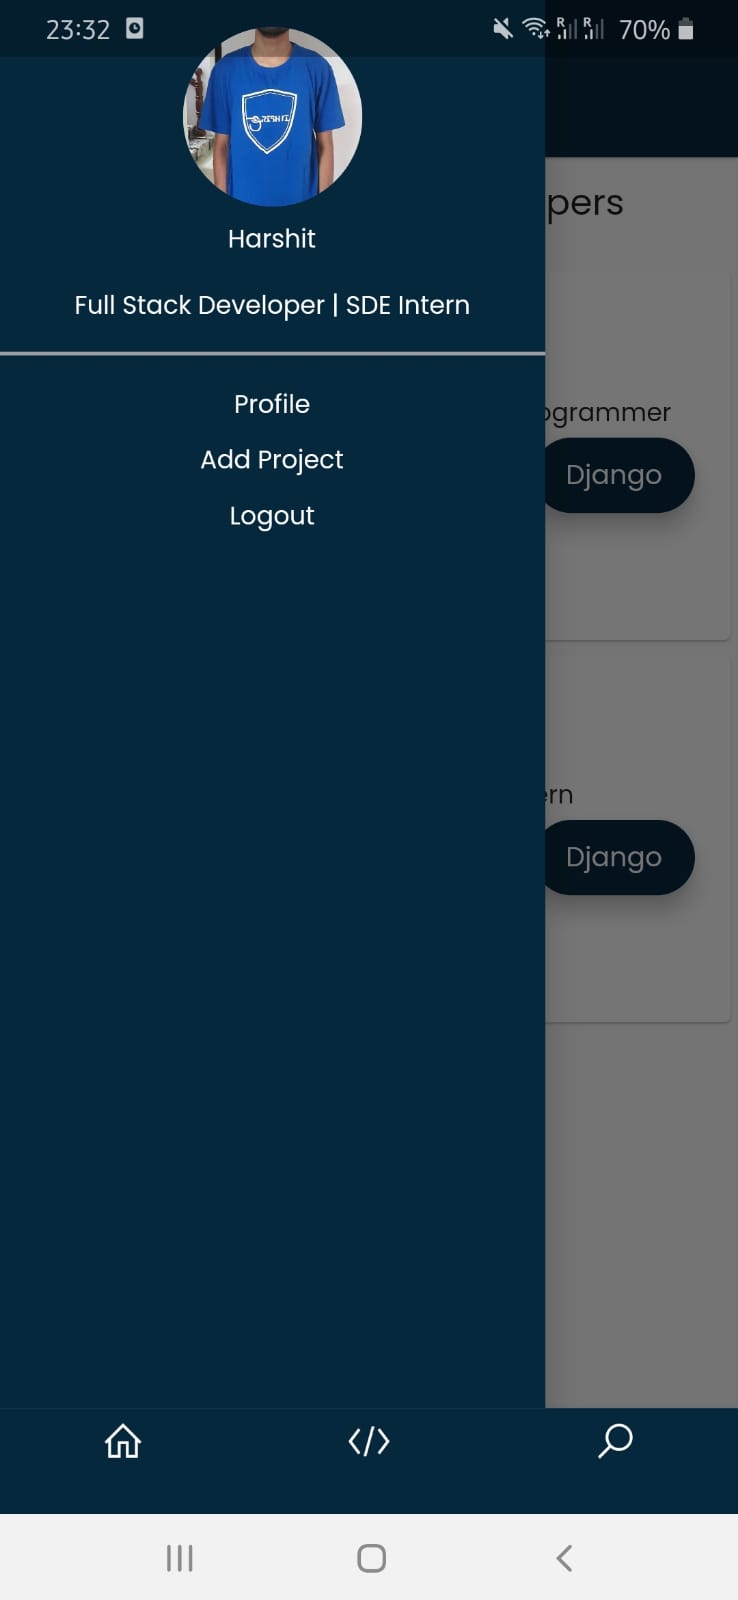 23:32
R R 70%
Harshit
Full Stack Developer | SDE Intern
Profile
Add Project
Logout
pers
ogrammer
Django
ern
Django